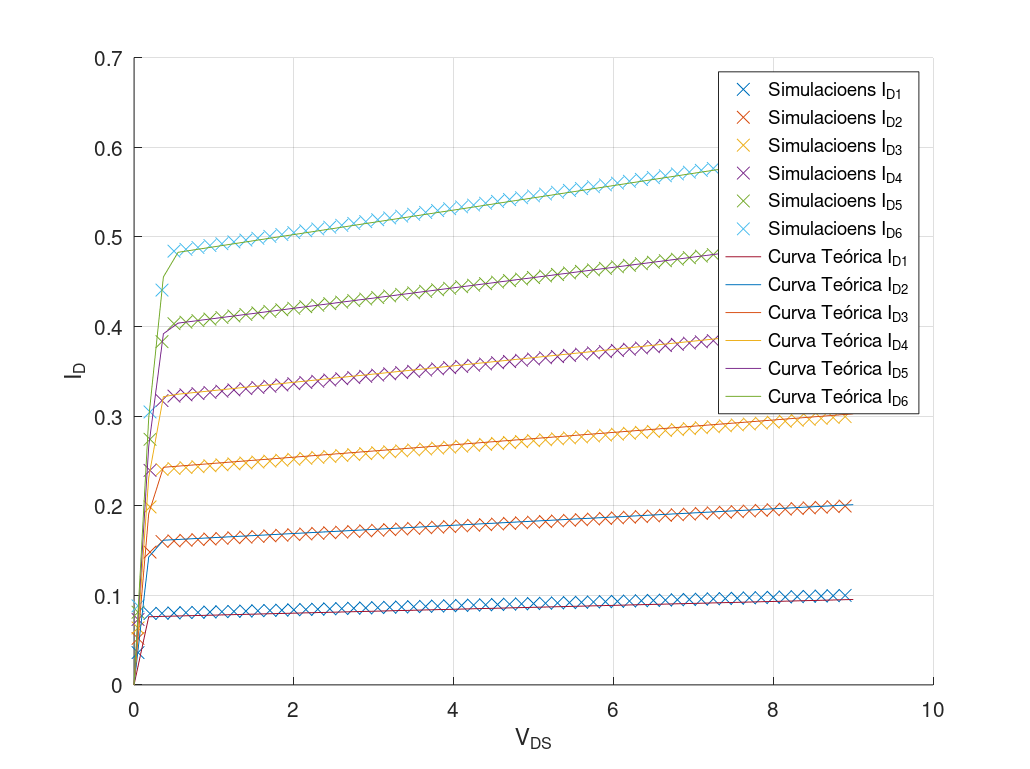 0.7
0.6
0.5
0.4
0.3
0.2
0.1
0
0 2 4 6 8 10
I_D
V_DS
Simulacioens I_D1
Simulacioens I_D2
Simulacioens I_D3
Simulacioens I_D4
Simulacioens I_D5
Simulacioens I_D6
Curva Teórica I_D1
Curva Teórica I_D2
Curva Teórica I_D3
Curva Teórica I_D4
Curva Teórica I_D5
Curva Teórica I_D6